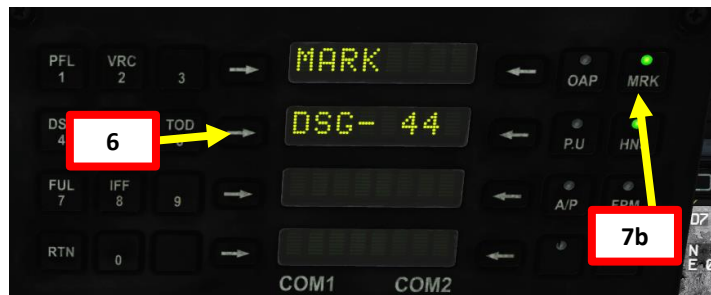 PFL VRC MARK
1 2 3 OAP MRK
DS TOD DSG- 44
4 6 P.U HN
FUL IFF
7 8 9 A/P
7b
07
RTN 0 N
E
COM1 COM2